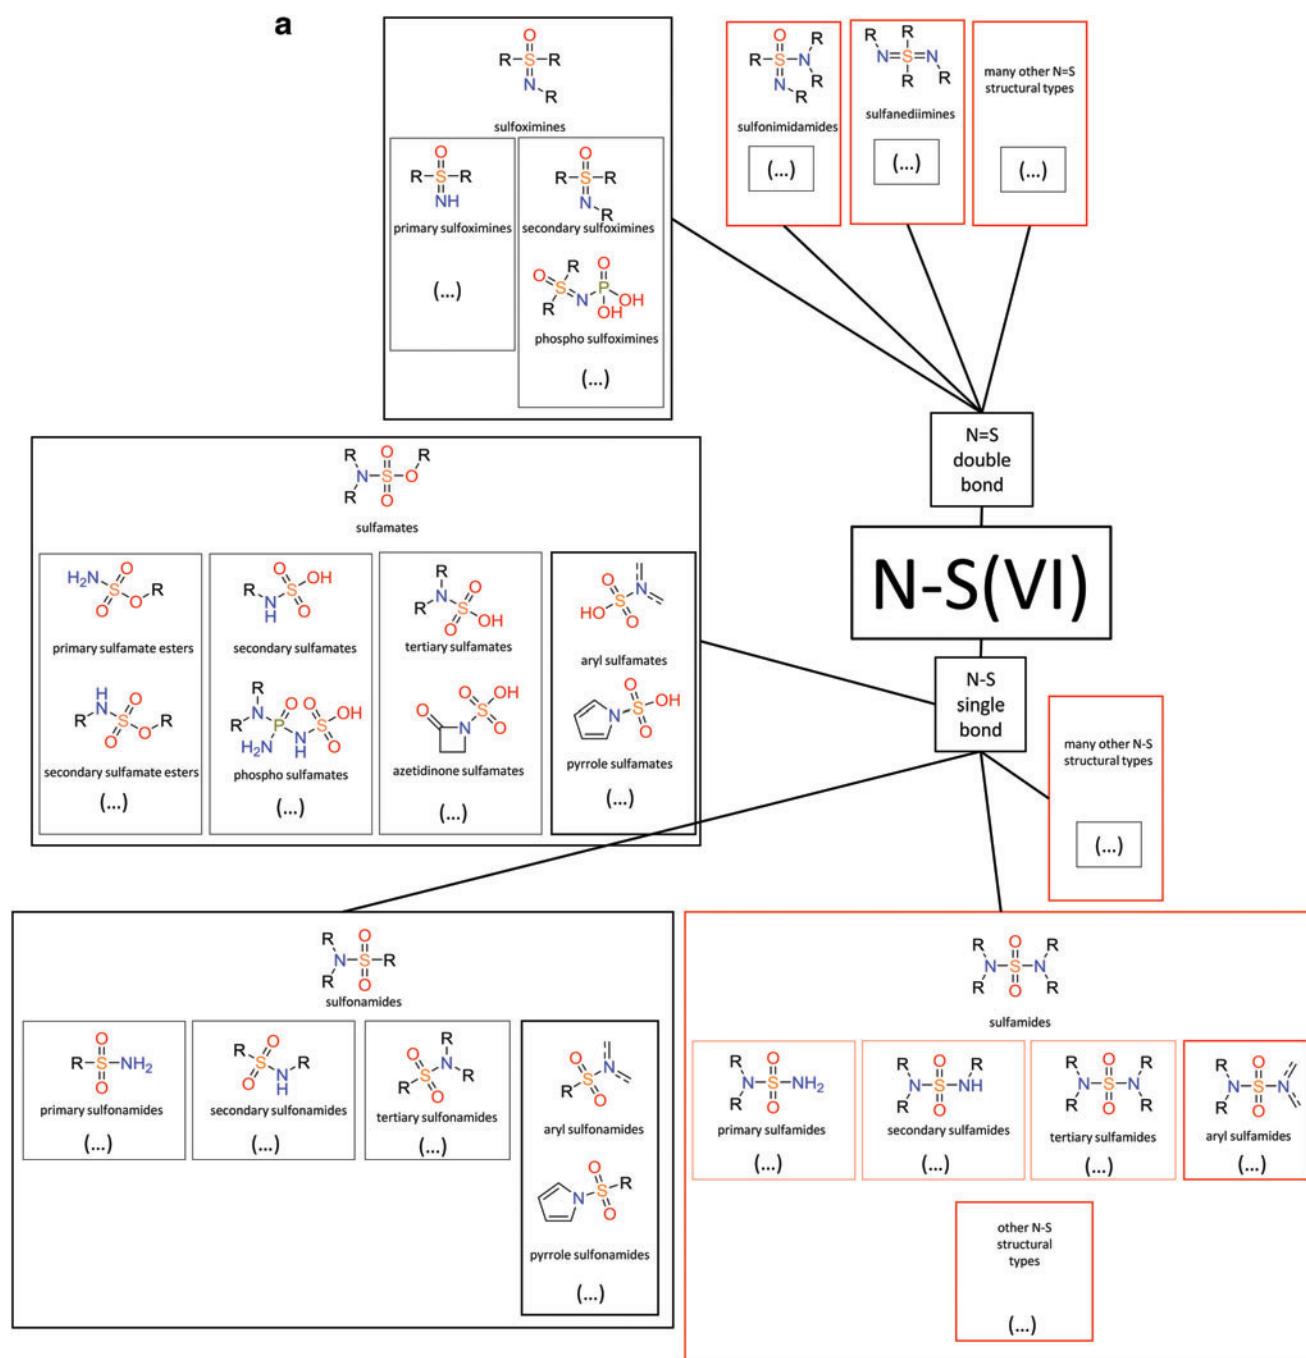 a
sulfoximines
primary sulfoximines
(...)
secondary sulfoximines
phospho sulfoximines
(...)
sulfonimidamides
(...)
sulfanediimines
(...)
many other N=S
structural types
(...)
N=S
double
bond
N-S(VI)
N-S
single
bond
many other N-S
structural types
(...)
sulfamates
primary sulfamate esters
secondary sulfamate esters
(...)
secondary sulfamates
phospho sulfamates
(...)
tertiary sulfamates
azetidinone sulfamates
(...)
aryl sulfamates
pyrrole sulfamates
(...)
sulfonamides
primary sulfonamides
(...)
secondary sulfonamides
(...)
tertiary sulfonamides
(...)
aryl sulfonamides
pyrrole sulfonamides
(...)
sulfamides
primary sulfamides
(...)
secondary sulfamides
(...)
tertiary sulfamides
(...)
aryl sulfamides
(...)
other N-S
structural
types
(...)